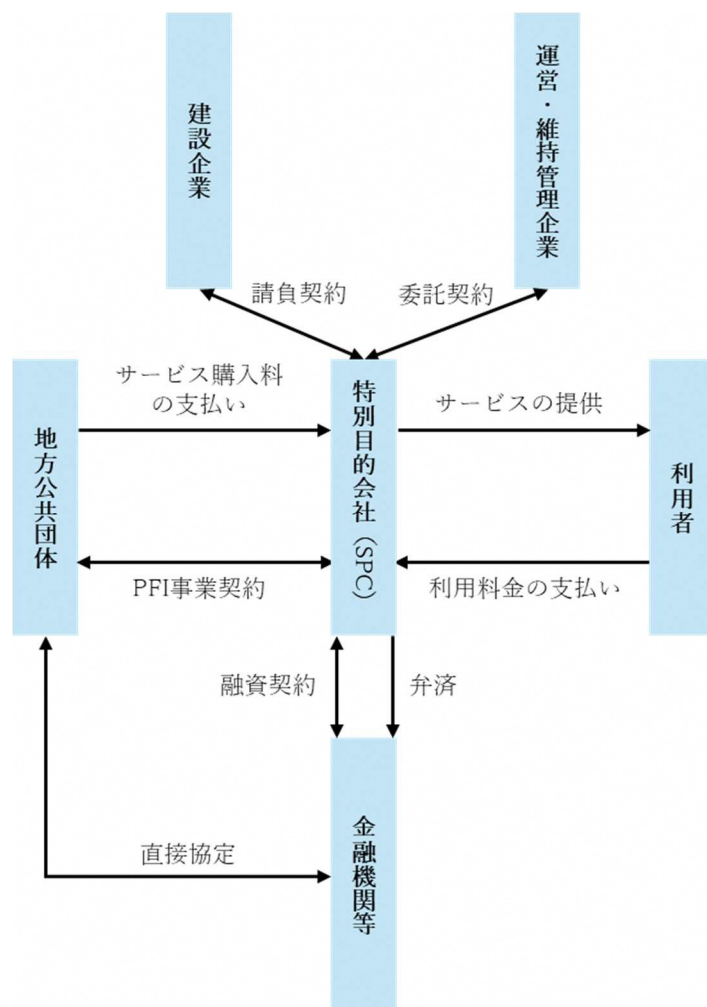 建設企業
運営・維持管理企業
請負契約
委託契約
サービス購入料
の支払い
サービスの提供
地方公共団体
特別目的会社（SPC）
利用者
PFI事業契約
利用料金の支払い
融資契約
弁済
直接協定
金融機関等